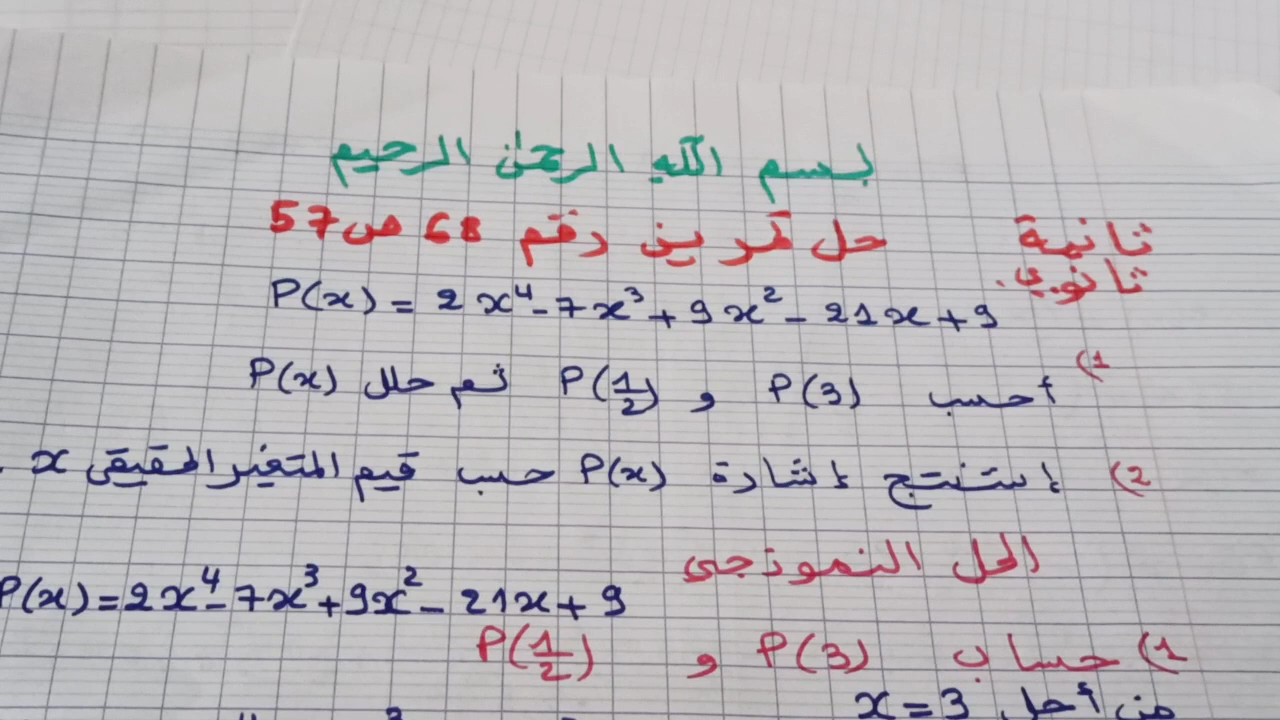 بسم الله الرحمن الرحيم
ثانية ثانوي. حل تمرين رقم 68 ص57
P(x) = 2x⁴ - 7x³ + 9x² - 21x + 9
1) أحسب P(3) و P(1/2) ثم حلل P(x)
2) إستنتج إشارة P(x) حسب قيم المتغير الحقيقي x.
الحل النموذجي
P(x) = 2x⁴ - 7x³ + 9x² - 21x + 9
1) حساب P(3) و P(1/2)
من أجل x = 3